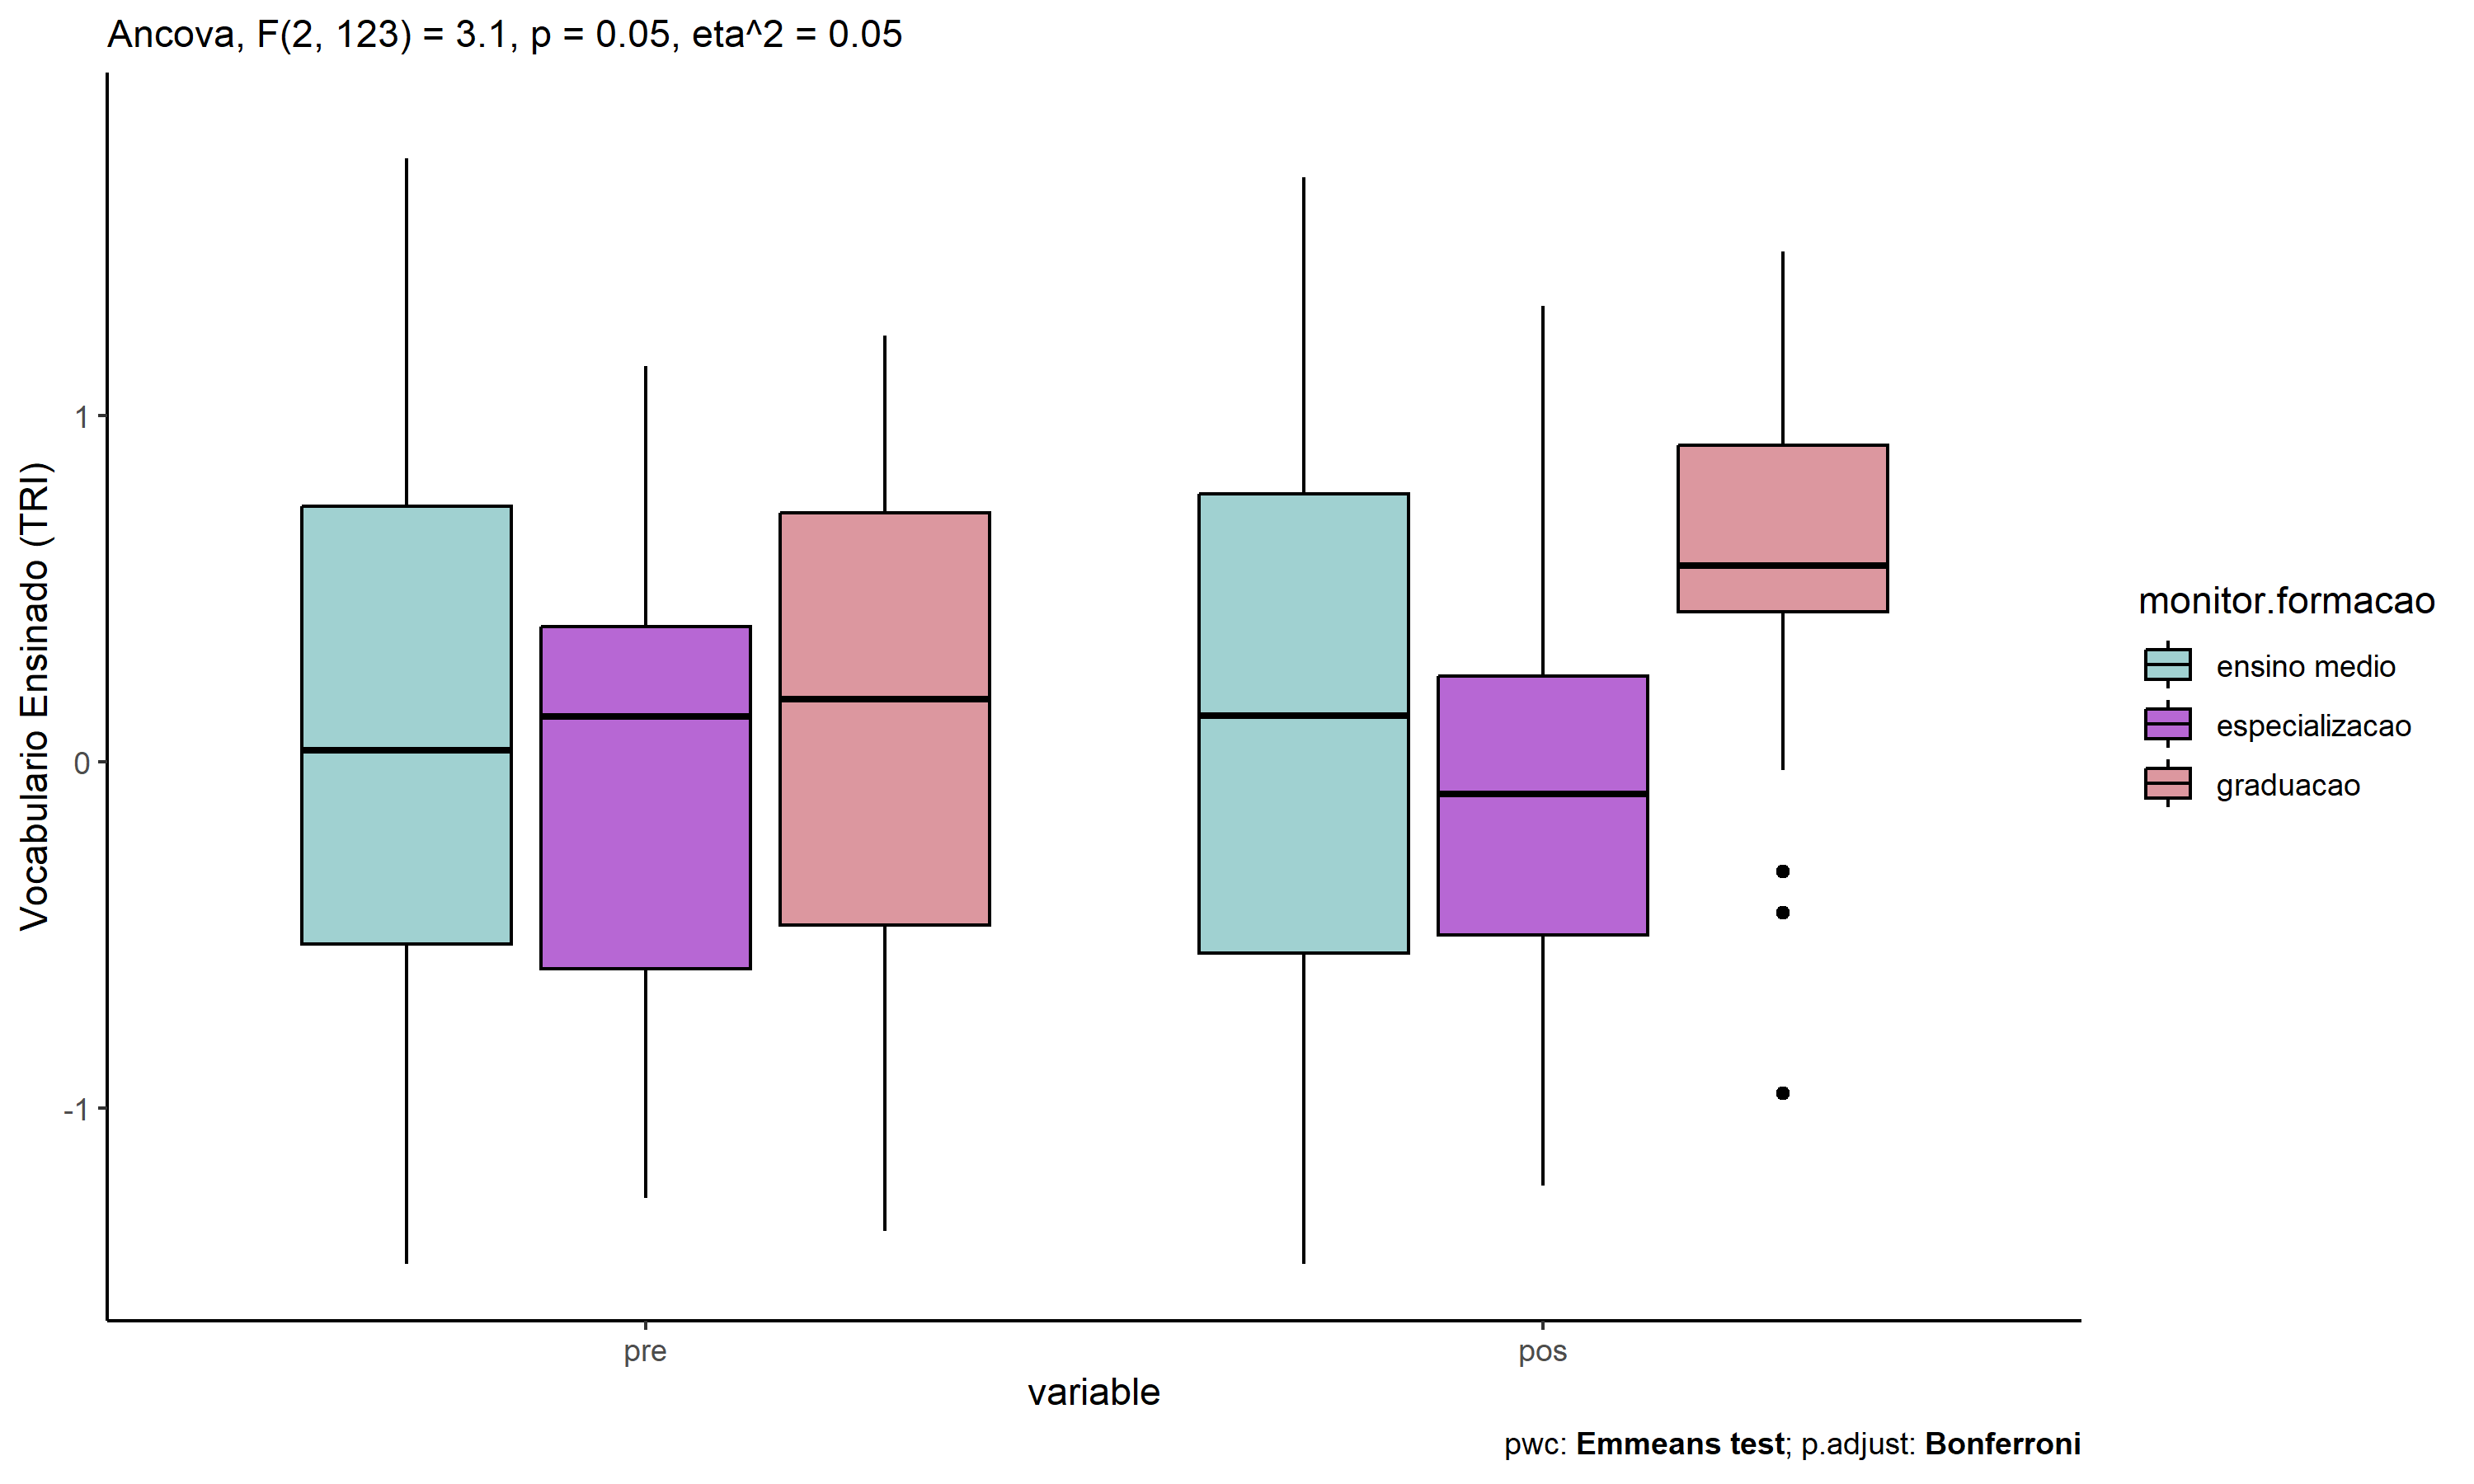 Ancova, F(2, 123) = 3.1, p = 0.05, eta^2 = 0.05
Vocabulario Ensinado (TRI)
1
0
-1
pre
pos
variable
monitor.formacao
ensino medio
especializacao
graduacao
pwc: Emmeans test; p.adjust: Bonferroni